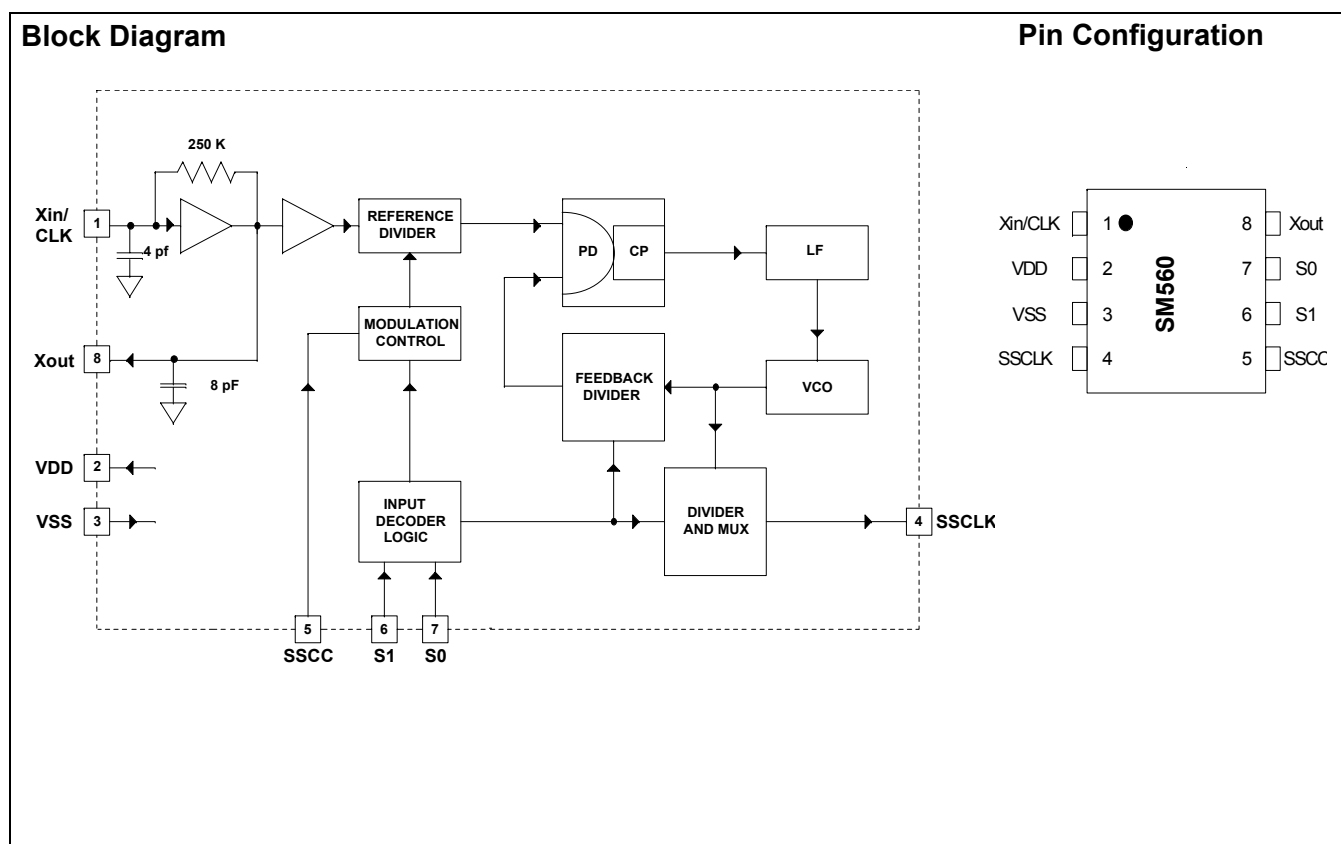 Block Diagram
Pin Configuration
250 K
Xin/
CLK
1
4 pf
REFERENCE
DIVIDER
PD
CP
LF
MODULATION
CONTROL
Xout
8
8 pF
FEEDBACK
DIVIDER
VCO
VDD
2
VSS
3
INPUT
DECODER
LOGIC
DIVIDER
AND MUX
4
SSCLK
5
6
7
SSCC
S1
S0
Xin/CLK
1
8
Xout
VDD
2
7
S0
VSS
3
6
S1
SSCLK
4
5
SSCC
SM560